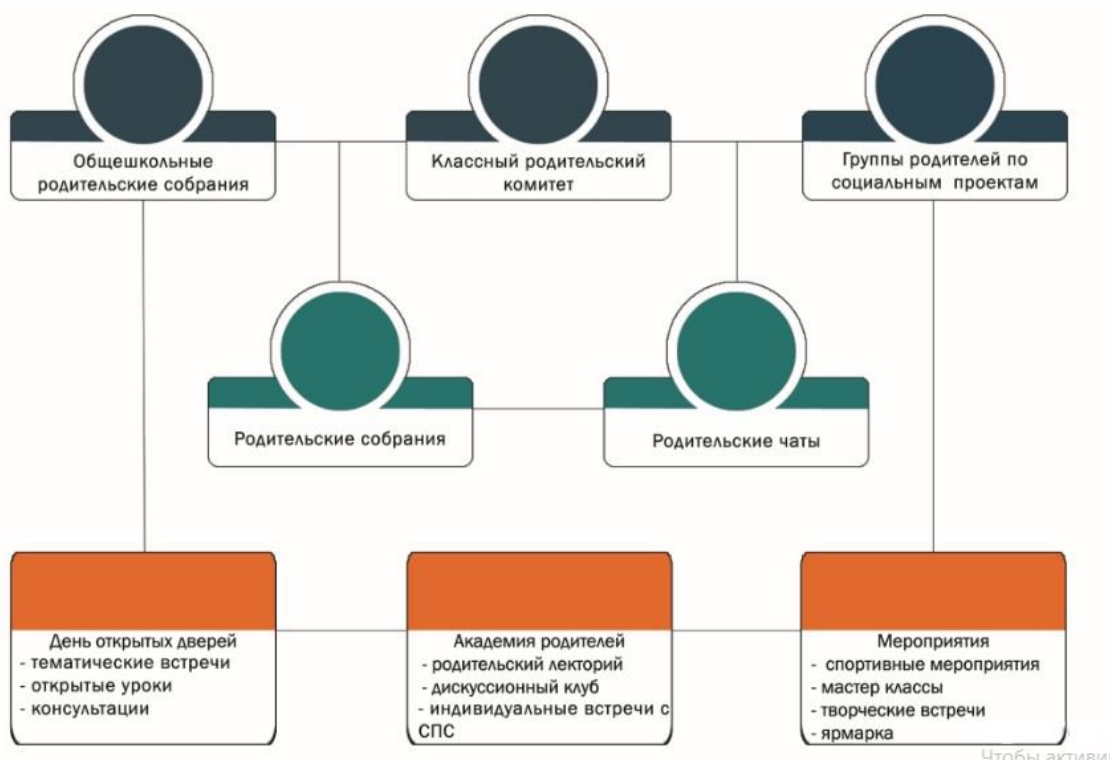 Общешкольные
родительские собрания
Классный родительский
комитет
Группы родителей по
социальным проектам
Родительские собрания
Родительские чаты
День открытых дверей
- тематические встречи
- открытые уроки
- консультации
Академия родителей
- родительский лекторий
- дискуссионный клуб
- индивидуальные встречи с
СПС
Мероприятия
- спортивные мероприятия
- мастер классы
- творческие встречи
- ярмарка
Чтобы